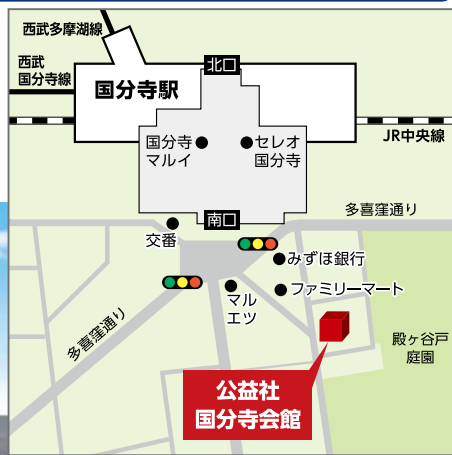 西武多摩湖線
西武
国分寺線
北口
国分寺駅
JR中央線
国分寺
マルイ
セレオ
国分寺
南口
多喜窪通り
交番
みずほ銀行
ファミリーマート
マル
エツ
多喜窪通り
殿ヶ谷戸
庭園
公益社
国分寺会館